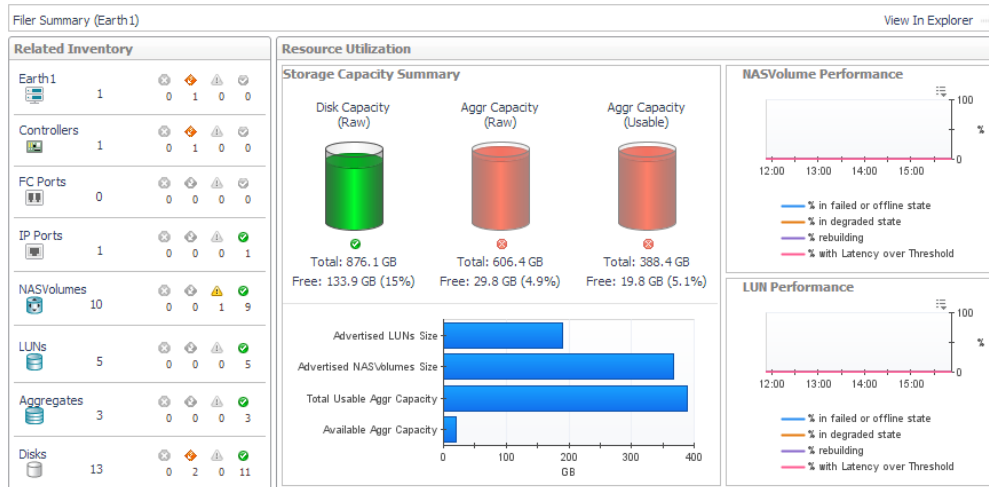 Filer Summary (Earth1)
View In Explorer
Related Inventory
Earth1
1
0 1 0 0
Controllers
1
0 1 0 0
FC Ports
0
0 0 0 0
IP Ports
1
0 0 0 1
NASVolumes
10
0 0 1 9
LUNs
5
0 0 0 5
Aggregates
3
0 0 0 3
Disks
13
0 2 0 11
Resource Utilization
Storage Capacity Summary
Disk Capacity
(Raw)
Total: 876.1 GB
Free: 133.9 GB (15%)
Aggr Capacity
(Raw)
Total: 606.4 GB
Free: 29.8 GB (4.9%)
Aggr Capacity
(Usable)
Total: 388.4 GB
Free: 19.8 GB (5.1%)
Advertised LUNs Size
Advertised NASVolumes Size
Total Usable Aggr Capacity
Available Aggr Capacity
0 100 200 300 400
GB
NASVolume Performance
100
%
0
12:00 13:00 14:00 15:00
% in failed or offline state
% in degraded state
% rebuilding
% with Latency over Threshold
LUN Performance
100
%
0
12:00 13:00 14:00 15:00
% in failed or offline state
% in degraded state
% rebuilding
% with Latency over Threshold